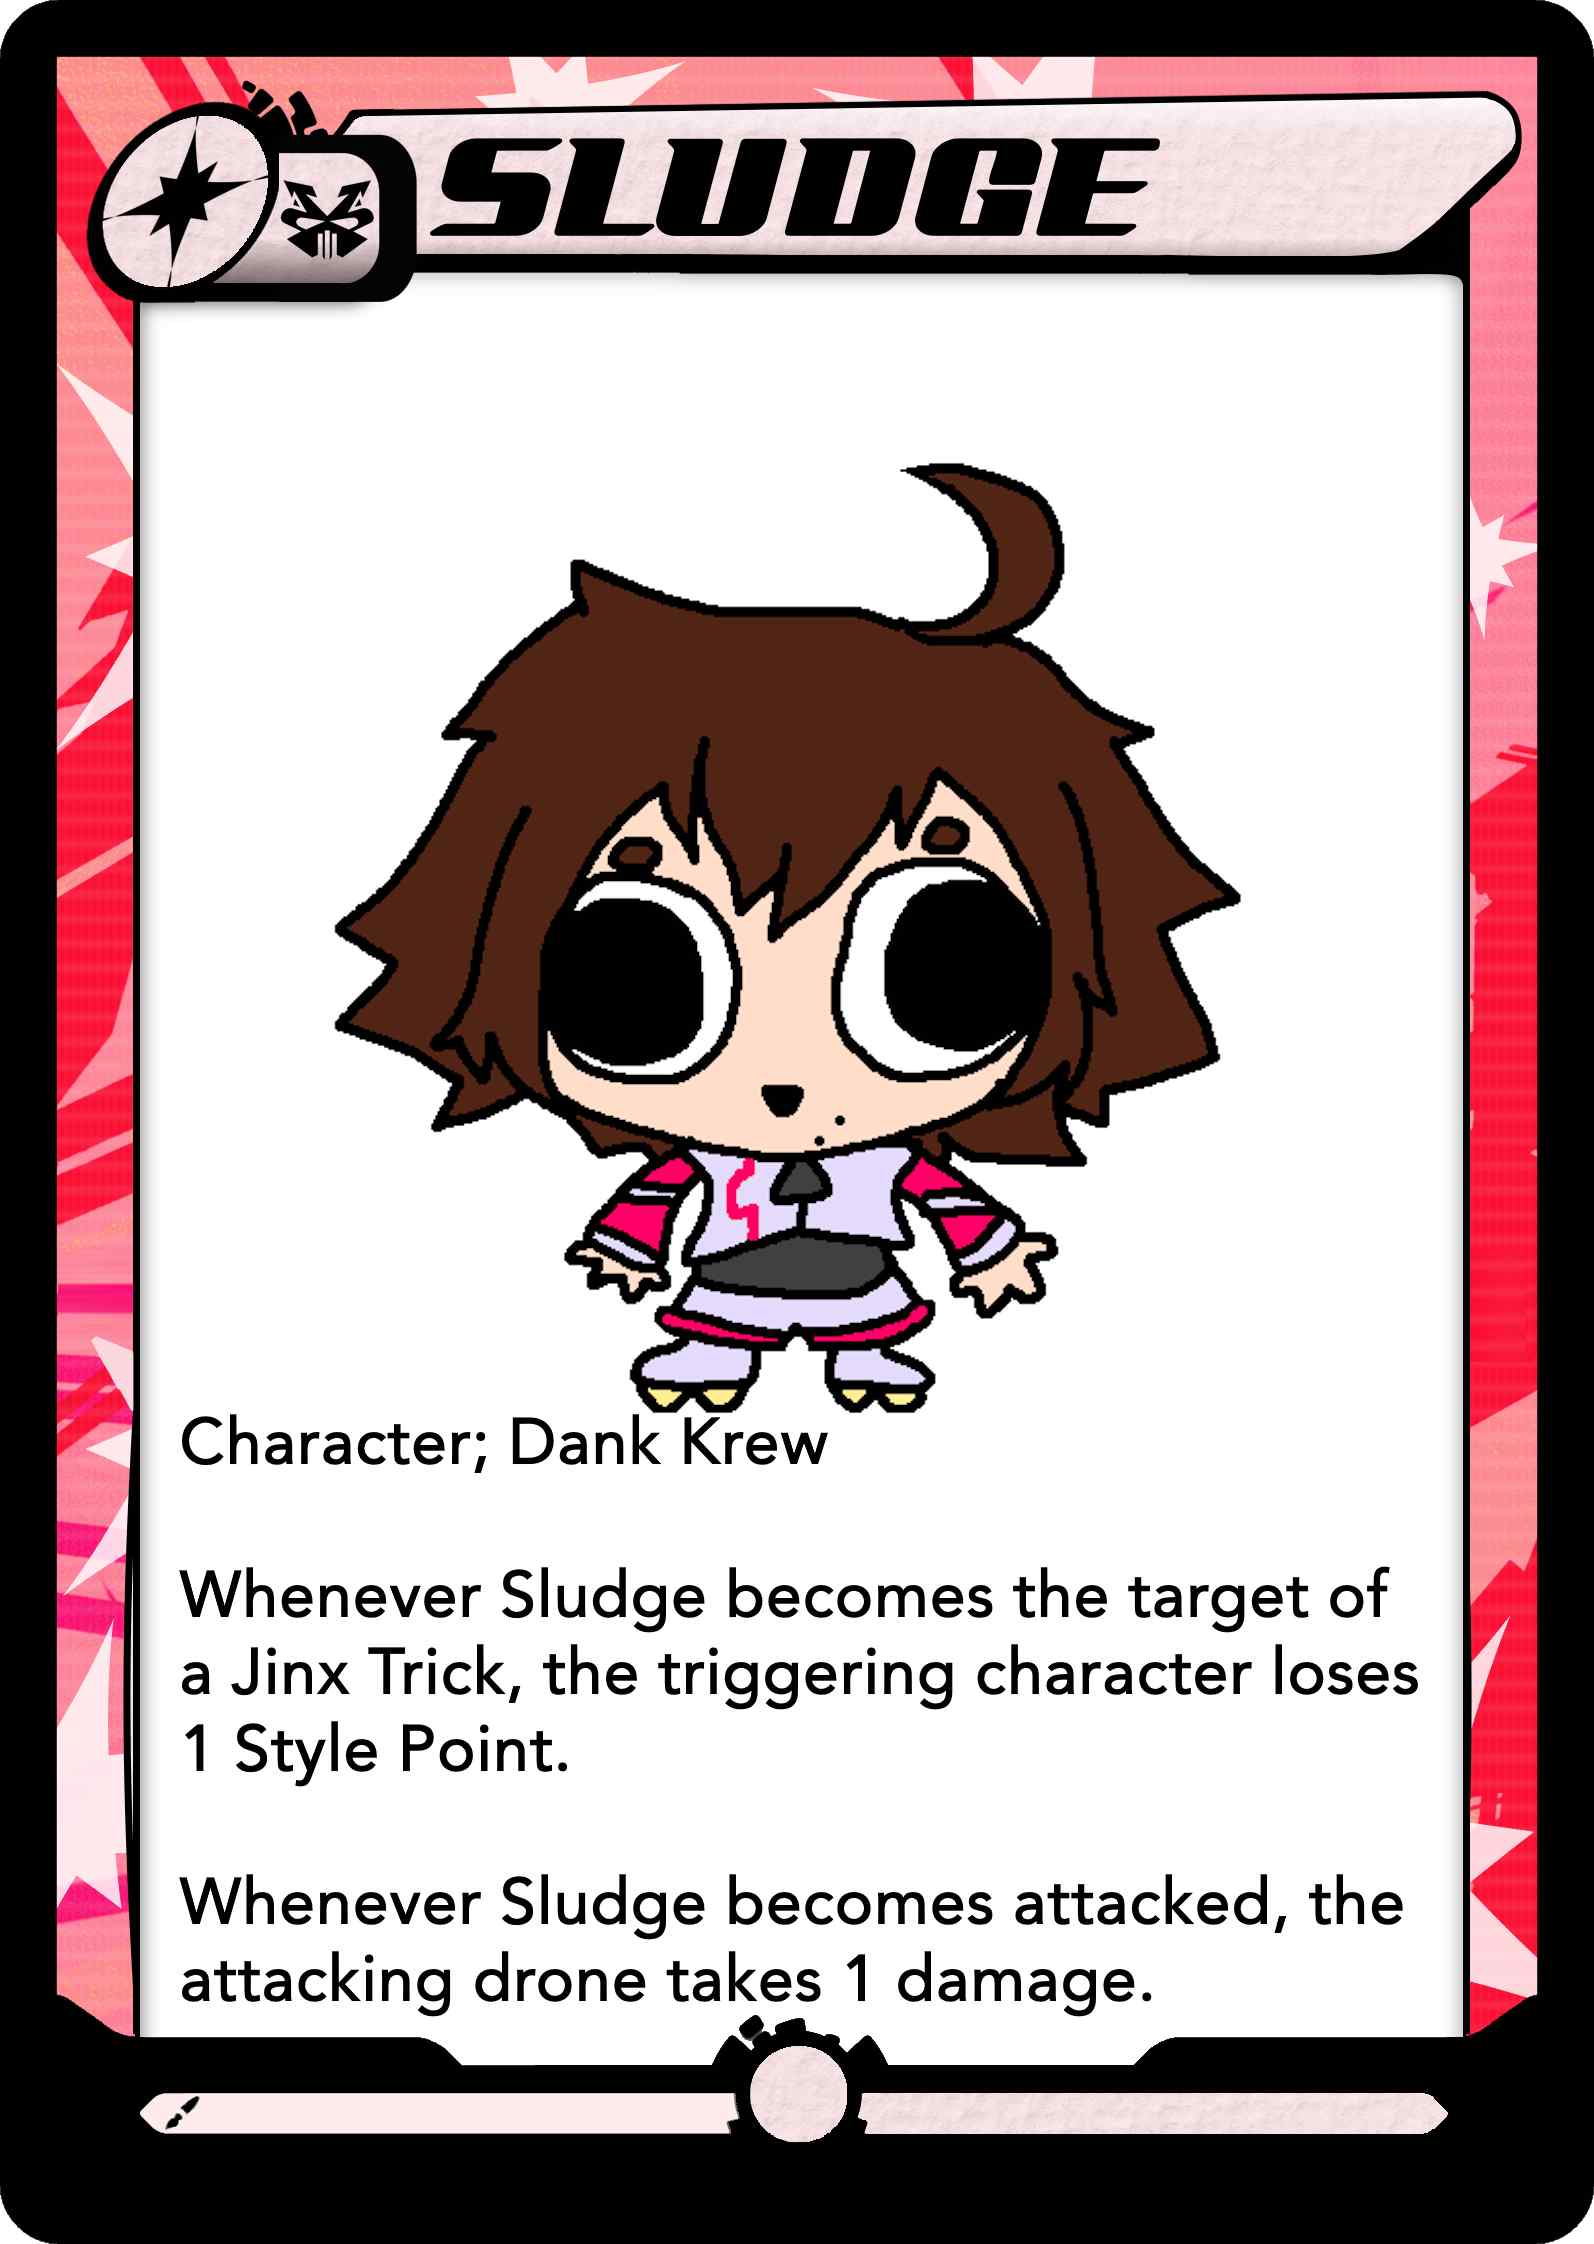 SLUDGE
Character; Dank Krew
Whenever Sludge becomes the target of
a Jinx Trick, the triggering character loses
1 Style Point.
Whenever Sludge becomes attacked, the
attacking drone takes 1 damage.